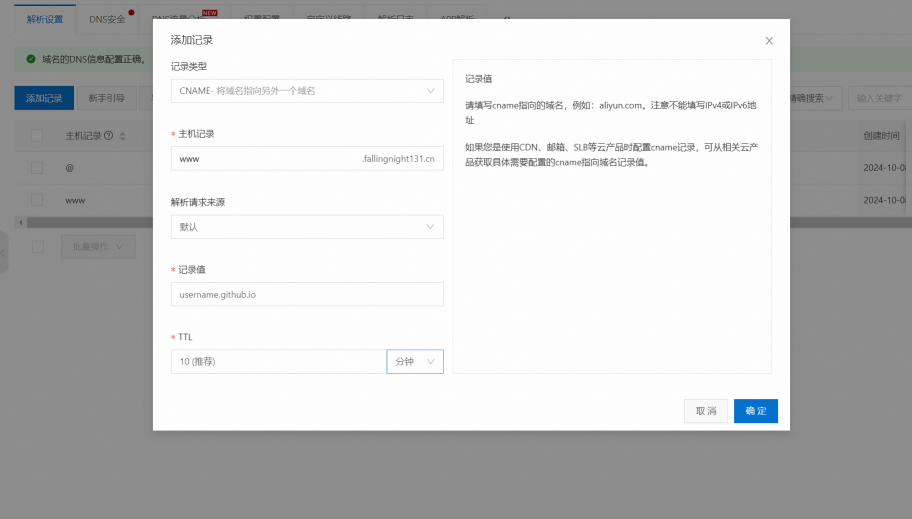 解析设置
DNS安全
NEW
添加记录
域名的DNS信息配置正确。
添加记录
新手引导
主机记录
@
www
批量操作
记录类型
CNAME- 将域名指向另外一个域名
* 主机记录
www .fallingnight131.cn
解析请求来源
默认
* 记录值
username.github.io
* TTL
10 (推荐) 分钟
记录值
请填写cname指向的域名，例如：aliyun.com。注意不能填写IPv4或IPv6地
址
如果您是使用CDN、邮箱、SLB等云产品时配置cname记录，可从相关云产
品获取具体需要配置的cname指向域名记录值。
取消
确定
精确搜索
输入关键字
创建时间
2024-10-0
2024-10-0